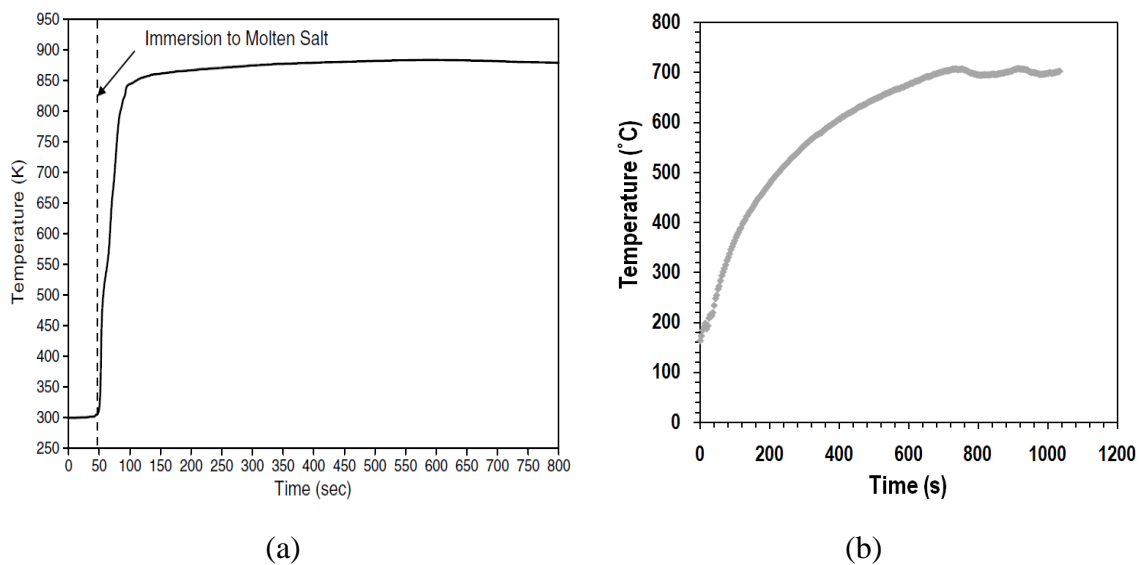 Immersion to Molten Salt
Temperature (K)
950
900
850
800
750
700
650
600
550
500
450
400
350
300
250
0 50 100 150 200 250 300 350 400 450 500 550 600 650 700 750 800
Time (sec)
(a)
Temperature (˚C)
800
700
600
500
400
300
200
100
0
0 200 400 600 800 1000 1200
Time (s)
(b)